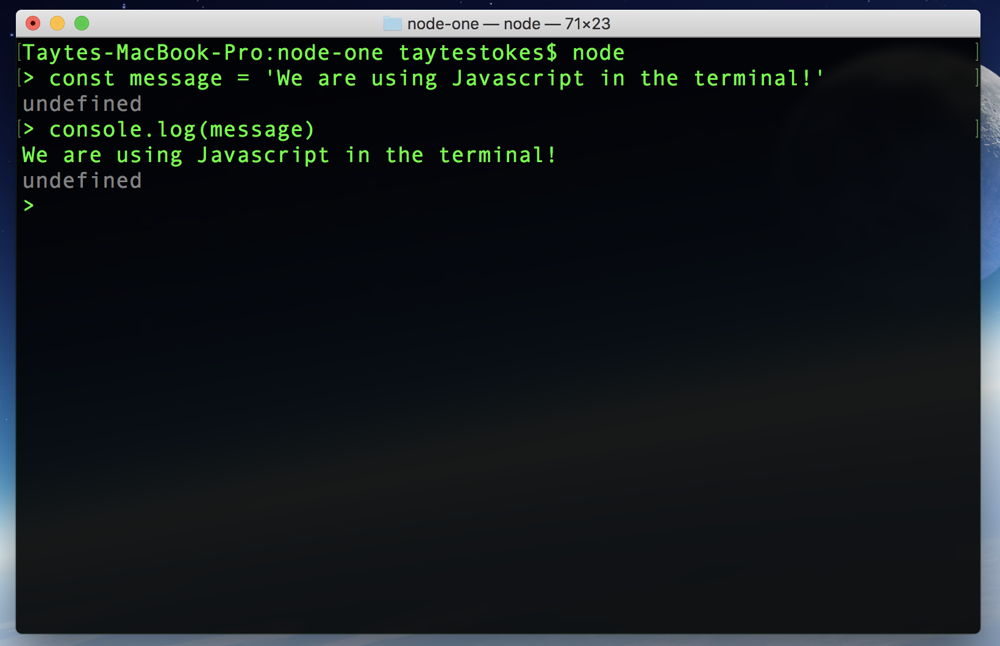 node-one — node — 71×23
[Taytes-MacBook-Pro:node-one taytestokes$ node ]
[> const message = 'We are using Javascript in the terminal!' ]
undefined
[> console.log(message) ]
We are using Javascript in the terminal!
undefined
>